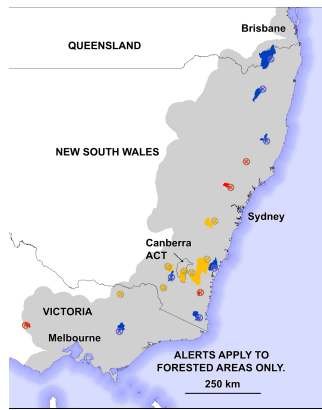 Brisbane
QUEENSLAND
NEW SOUTH WALES
Sydney
Canberra
ACT
VICTORIA
Melbourne
ALERTS APPLY TO
FORESTED AREAS ONLY.
250 km